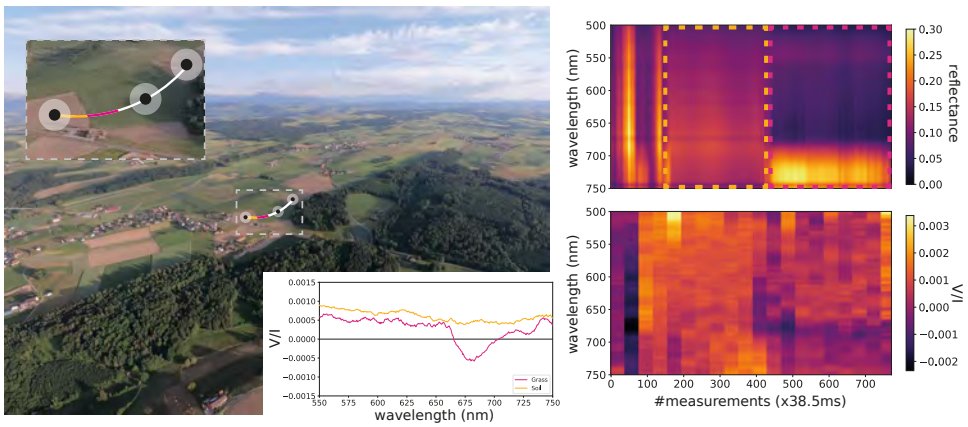 500
550
600
650
700
750
wavelength (nm)
0.30
0.25
0.20
0.15
0.10
0.05
0.00
reflectance
500
550
600
650
700
750
wavelength (nm)
0 100 200 300 400 500 600 700
#measurements (x38.5ms)
0.003
0.002
0.001
0.000
−0.001
−0.002
V/I
0.0015
0.0010
0.0005
0.0000
−0.0005
−0.0010
−0.0015
V/I
Grass
Soil
550 575 600 625 650 675 700 725 750
wavelength (nm)